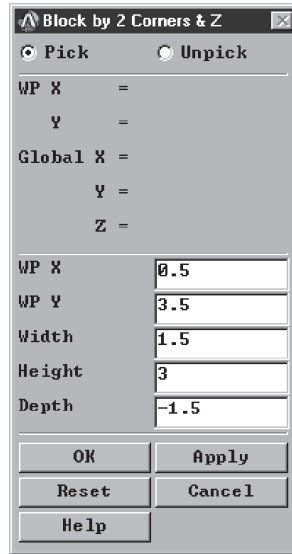 Block by 2 Corners & Z
Pick Unpick
WP X =
Y =
Global X =
Y =
Z =
WP X 0.5
WP Y 3.5
Width 1.5
Height 3
Depth -1.5
OK Apply
Reset Cancel
Help